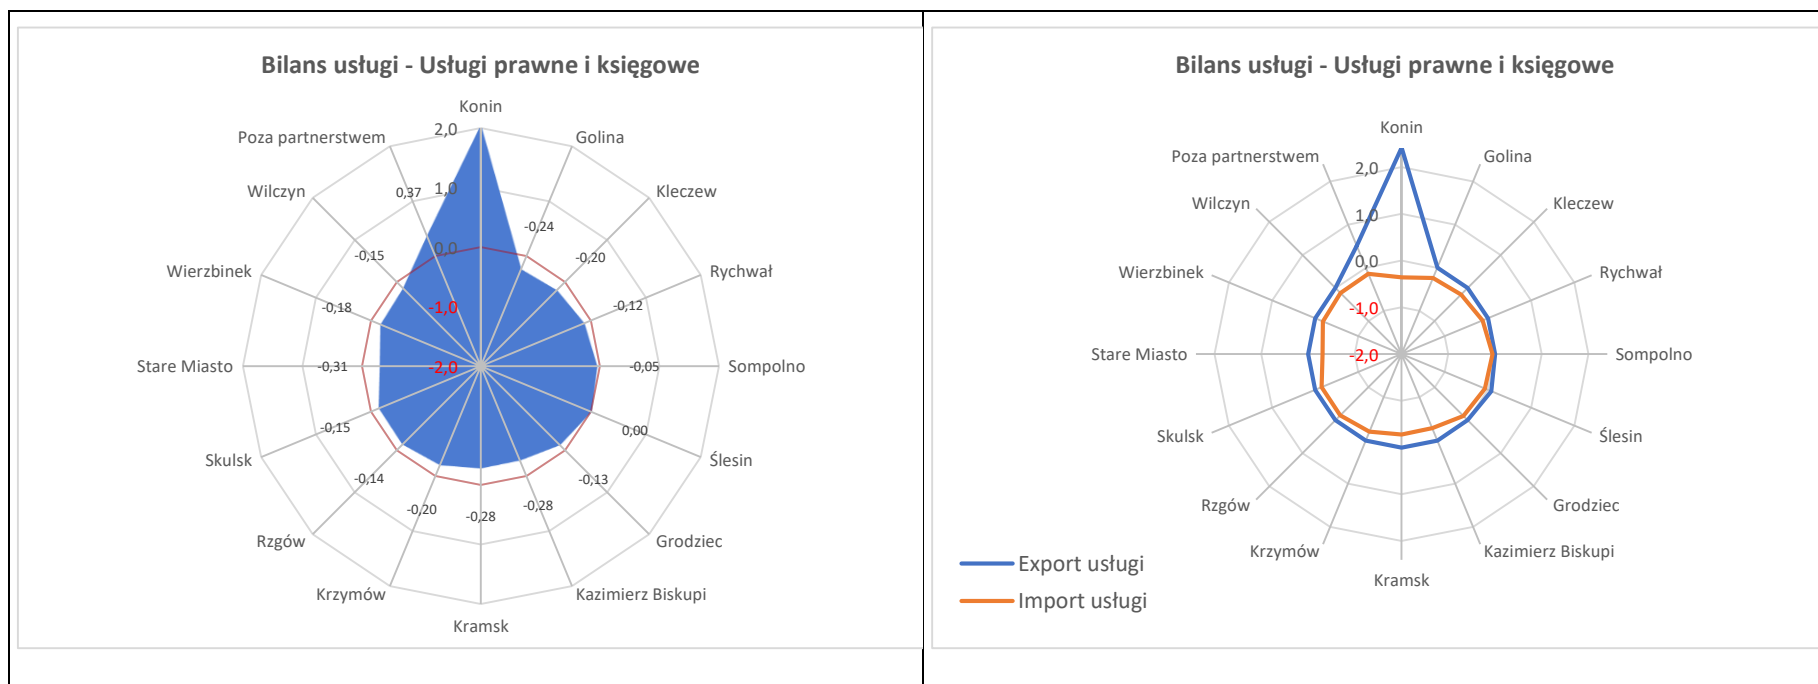 Bilans usługi - Usługi prawne i księgowe
Konin
2,0
Poza partnerstwem
Golina
Wilczyn
0,37
1,0
Kleczew
-0,24
-0,15
0,0
-0,20
Wierzbinek
Rychwał
-0,18
-1,0
-0,12
Stare Miasto
-0,31
-2,0
-0,05
Sompolno
-0,15
0,00
Skulsk
Ślesin
-0,14
-0,13
-0,20
-0,28
-0,28
Rzgów
Grodziec
Krzymów
Kazimierz Biskupi
Kramsk
Bilans usługi - Usługi prawne i księgowe
Konin
Poza partnerstwem
2,0
Golina
Wilczyn
1,0
Kleczew
0,0
Wierzbinek
Rychwał
-1,0
Stare Miasto
-2,0
Sompolno
Skulsk
Ślesin
Rzgów
Grodziec
Krzymów
Kazimierz Biskupi
Kramsk
Export usługi
Import usługi